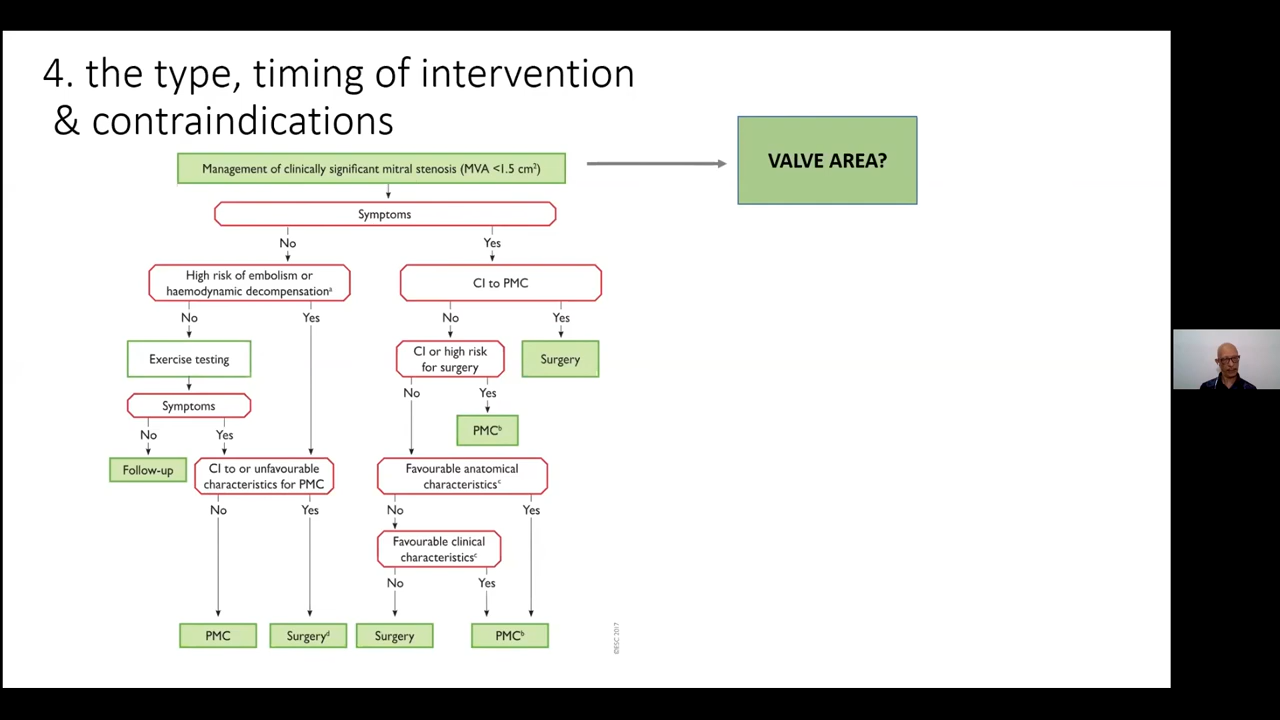 4. the type, timing of intervention
& contraindications
Management of clinically significant mitral stenosis (MVA <1.5 cm²)
VALVE AREA?
Symptoms
No
Yes
High risk of embolism or
haemodynamic decompensationᵃ
CI to PMC
No
Yes
No
Yes
Exercise testing
CI or high risk
for surgery
Surgery
Symptoms
No
Yes
No
Yes
PMCᵇ
Follow-up
CI to or unfavourable
characteristics for PMC
Favourable anatomical
characteristicsᶜ
No
Yes
No
Yes
Favourable clinical
characteristicsᶜ
No
Yes
PMC
Surgeryᵈ
Surgery
PMCᵇ
©ESC 2017